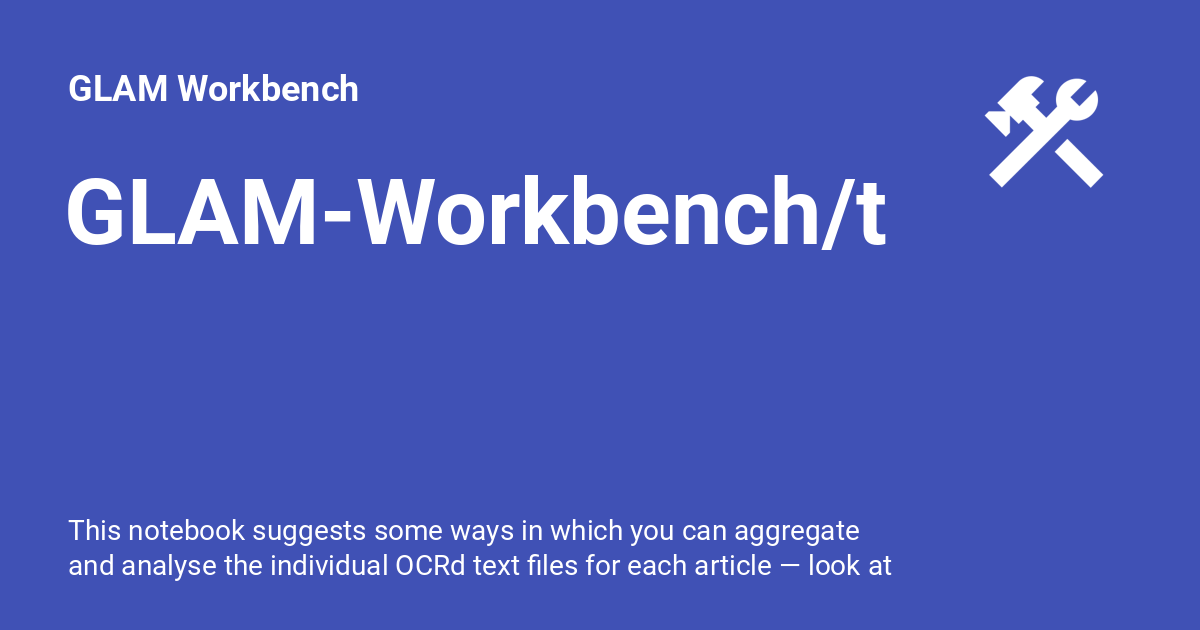 GLAM Workbench
GLAM-Workbench/t
This notebook suggests some ways in which you can aggregate
and analyse the individual OCRd text files for each article — look at